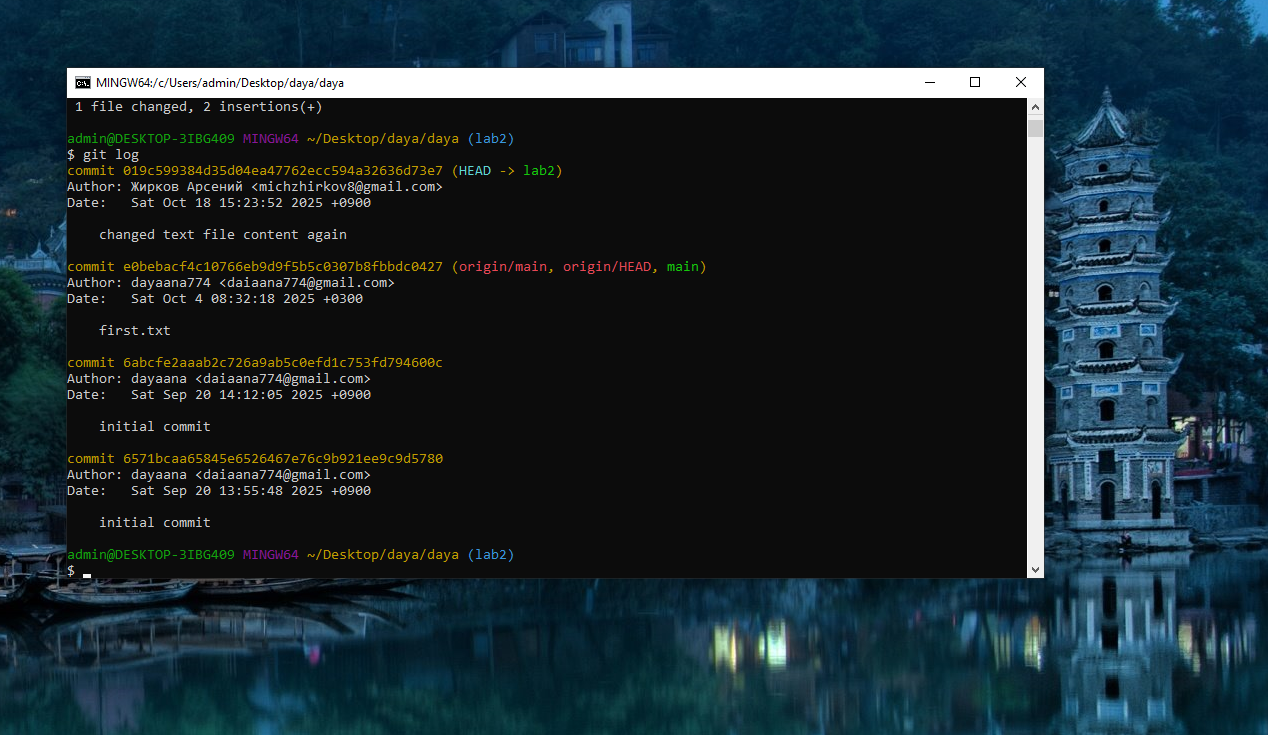 MINGW64:/c/Users/admin/Desktop/daya/daya
1 file changed, 2 insertions(+)
admin@DESKTOP-3IBG409 MINGW64 ~/Desktop/daya/daya (lab2)
$ git log
commit 019c599384d35d04ea47762ecc594a32636d73e7 (HEAD -> lab2)
Author: Жирков Арсений <michzhirkov8@gmail.com>
Date:   Sat Oct 18 15:23:52 2025 +0900
changed text file content again
commit e0bebacf4c10766eb9d9f5b5c0307b8fbbdc0427 (origin/main, origin/HEAD, main)
Author: dayaana774 <daiaana774@gmail.com>
Date:   Sat Oct 4 08:32:18 2025 +0300
first.txt
commit 6abcfe2aaab2c726a9ab5c0efd1c753fd794600c
Author: dayaana <daiaana774@gmail.com>
Date:   Sat Sep 20 14:12:05 2025 +0900
initial commit
commit 6571bcaa65845e6526467e76c9b921ee9c9d5780
Author: dayaana <daiaana774@gmail.com>
Date:   Sat Sep 20 13:55:48 2025 +0900
initial commit
admin@DESKTOP-3IBG409 MINGW64 ~/Desktop/daya/daya (lab2)
$